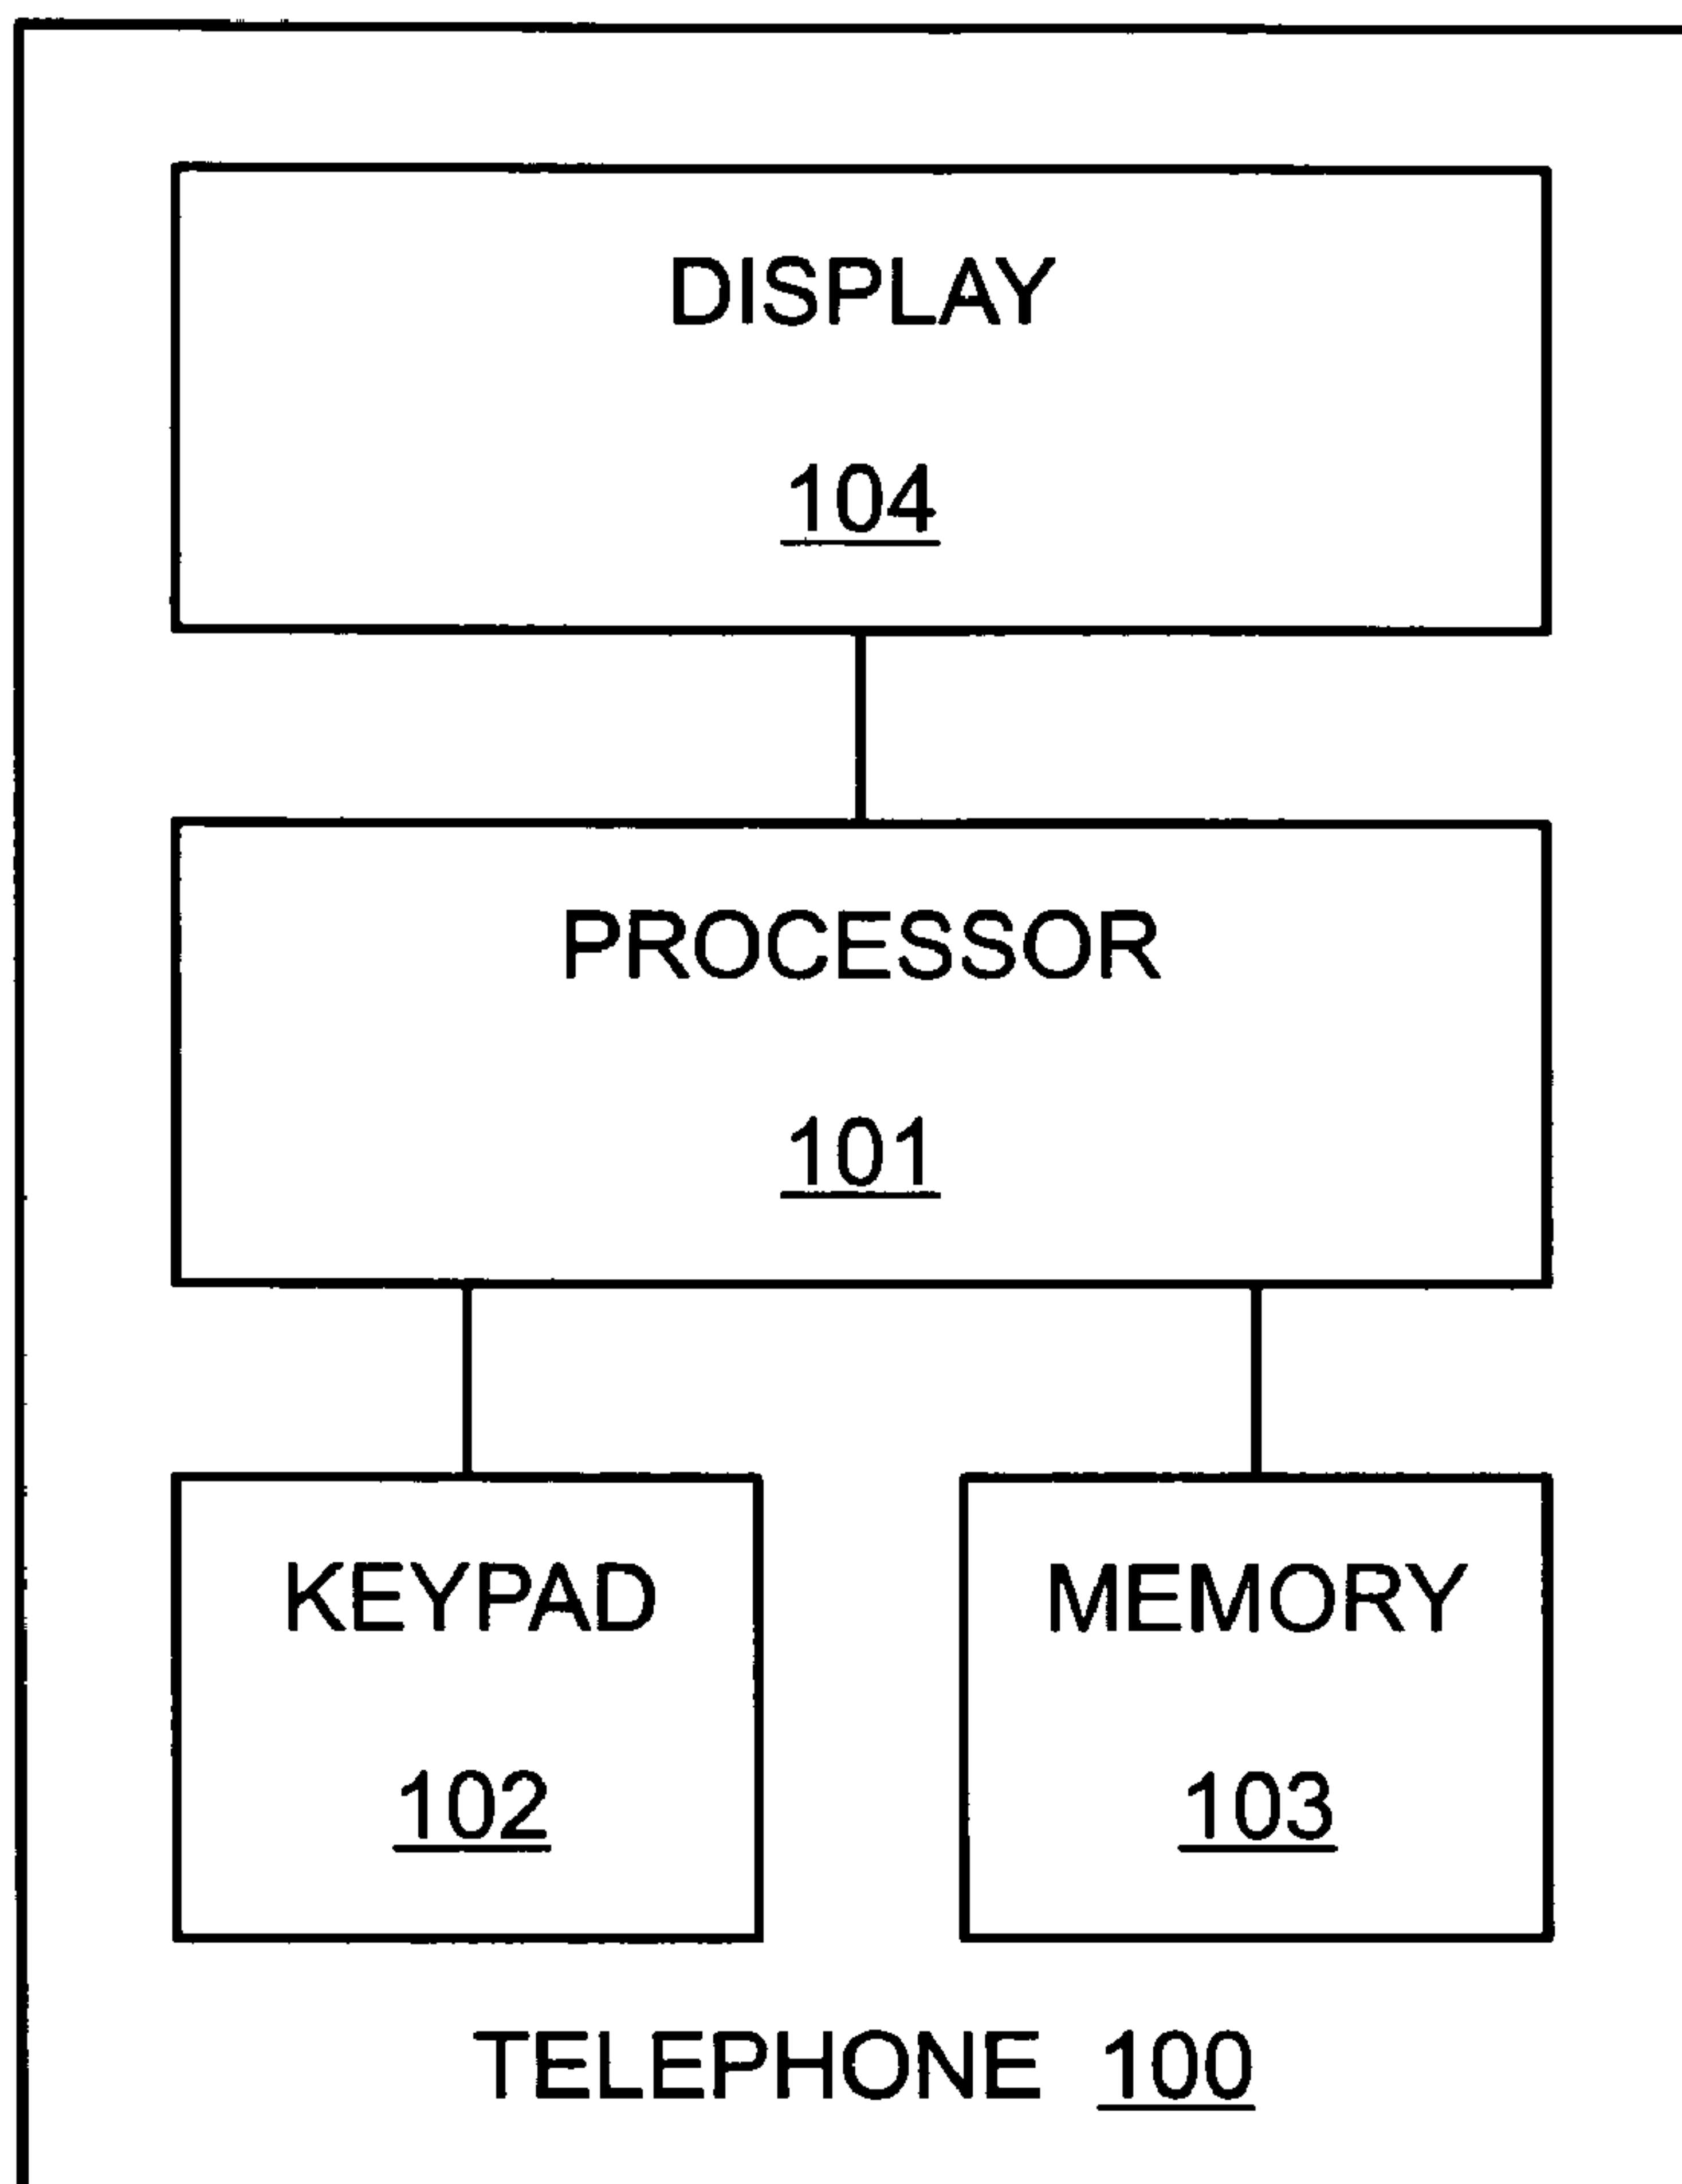 DISPLAY
104
PROCESSOR
101
KEYPAD
102
MEMORY
103
TELEPHONE 100